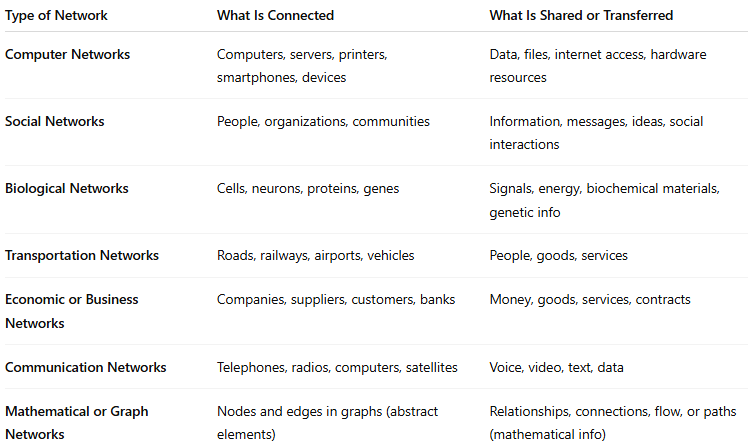 Type of Network What Is Connected What Is Shared or Transferred
Computer Networks Computers, servers, printers, Data, files, internet access, hardware
smartphones, devices resources
Social Networks People, organizations, communities Information, messages, ideas, social
interactions
Biological Networks Cells, neurons, proteins, genes Signals, energy, biochemical materials,
genetic info
Transportation Networks Roads, railways, airports, vehicles People, goods, services
Economic or Business Companies, suppliers, customers, banks Money, goods, services, contracts
Networks
Communication Networks Telephones, radios, computers, satellites Voice, video, text, data
Mathematical or Graph Nodes and edges in graphs (abstract Relationships, connections, flow, or paths
Networks elements) (mathematical info)